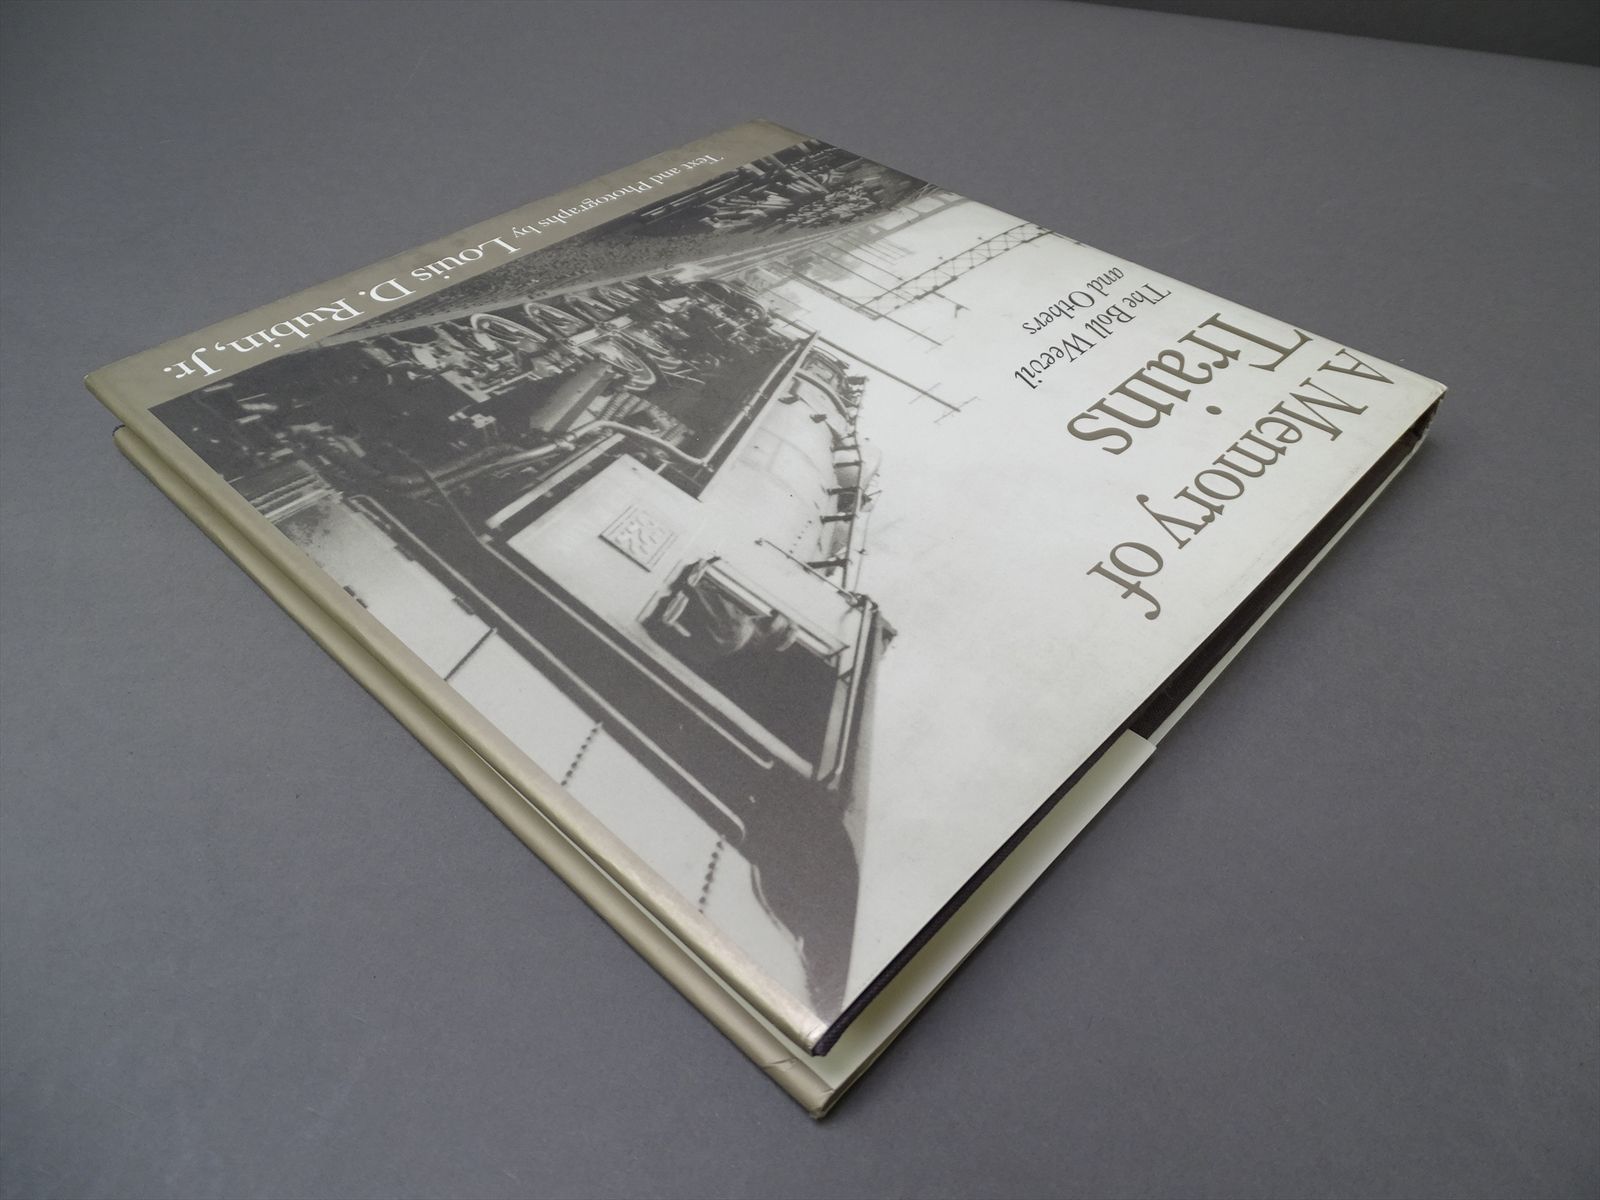 A Memory of
Trains
The Boll Weevil
and Others
Text and Photographs by Louis D. Rubin, Jr.